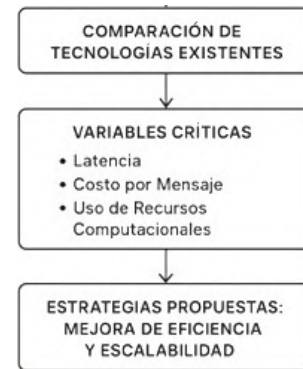 COMPARACIÓN DE
TECNOLOGÍAS EXISTENTES
VARIABLES CRÍTICAS
• Latencia
• Costo por Mensaje
• Uso de Recursos
Computacionales
ESTRATEGIAS PROPUESTAS:
MEJORA DE EFICIENCIA
Y ESCALABILIDAD